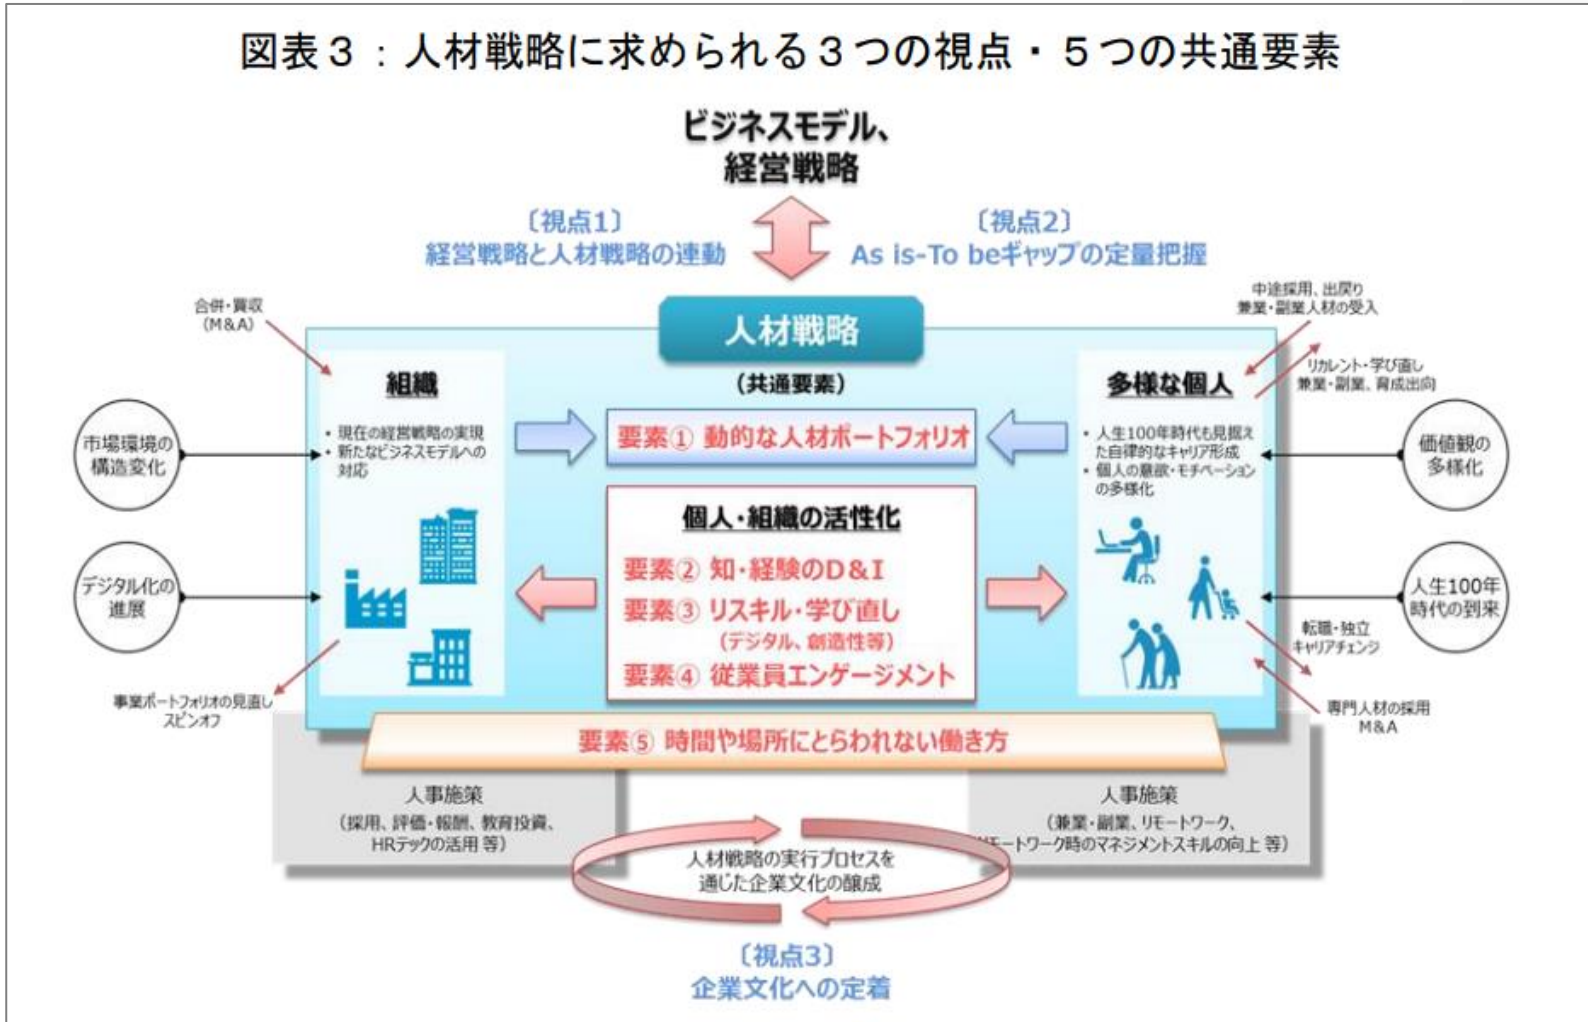 図表３：人材戦略に求められる３つの視点・５つの共通要素
ビジネスモデル、
経営戦略
〔視点1〕
経営戦略と人材戦略の連動
〔視点2〕
As is-To beギャップの定量把握
合併・買収
（M&A）
中途採用、出戻り
兼業・副業人材の受入
人材戦略
（共通要素）
リカレント・学び直し
兼業・副業、育成出向
組織
• 現在の経営戦略の実現
• 新たなビジネスモデルへの
対応
多様な個人
• 人生100年時代も見据え
た自律的なキャリア形成
• 個人の意欲・モチベーション
の多様化
要素① 動的な人材ポートフォリオ
市場環境の
構造変化
デジタル化の
進展
価値観の
多様化
人生100年
時代の到来
個人・組織の活性化
要素② 知・経験のD&I
要素③ リスキル・学び直し
（デジタル、創造性等）
要素④ 従業員エンゲージメント
転職・独立
キャリアチェンジ
事業ポートフォリオの見直し
スピンオフ
専門人材の採用
M&A
要素⑤ 時間や場所にとらわれない働き方
人事施策
（採用、評価・報酬、教育投資、
HRテックの活用 等）
人事施策
（兼業・副業、リモートワーク、
リモートワーク時のマネジメントスキルの向上 等）
人材戦略の実行プロセスを
通じた企業文化の醸成
〔視点3〕
企業文化への定着